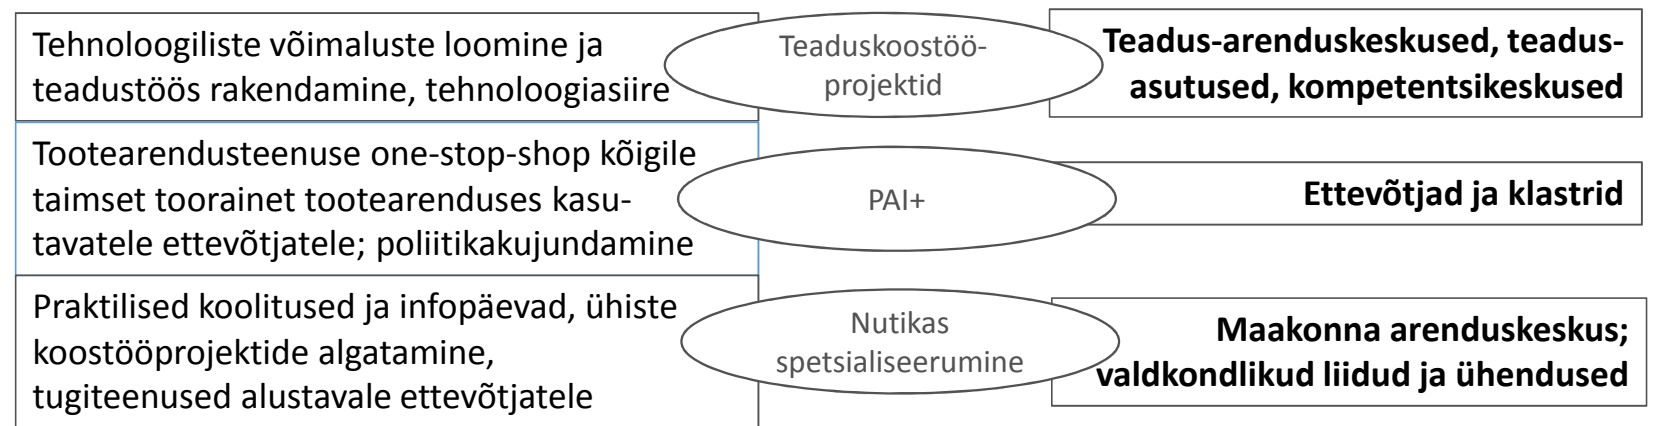 Tehnoloogiliste võimaluste loomine ja
teadustöös rakendamine, tehnoloogiasiire
Teaduskoostöö-
projektid
Teadus-arenduskeskused, teadus-
asutused, kompetentsikeskused
Tootearendusteenuse one-stop-shop kõigile
taimset toorainet tootearenduses kasu-
tavatele ettevõtjatele; poliitikakujundamine
PAI+
Ettevõtjad ja klastrid
Praktilised koolitused ja infopäevad, ühiste
koostööprojektide algatamine,
tugiteenused alustavale ettevõtjatele
Nutikas
spetsialiseerumine
Maakonna arenduskeskus;
valdkondlikud liidud ja ühendused